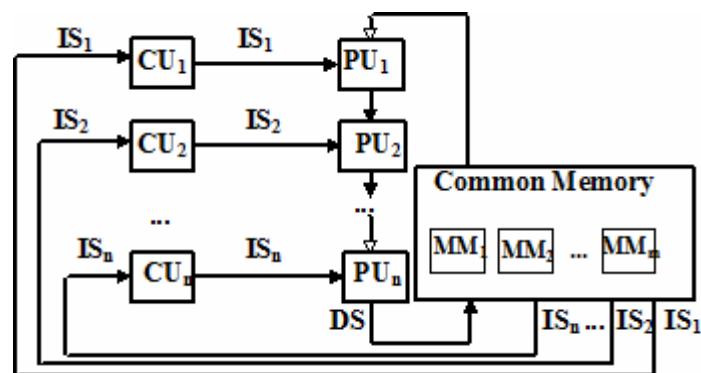 IS₁ IS₁
CU₁ PU₁
IS₂ IS₂
CU₂ PU₂
Common Memory
... ...
ISₙ ISₙ MM₁ MM₂ ... MMₘ
CUₙ PUₙ
DS ISₙ ... IS₂ IS₁